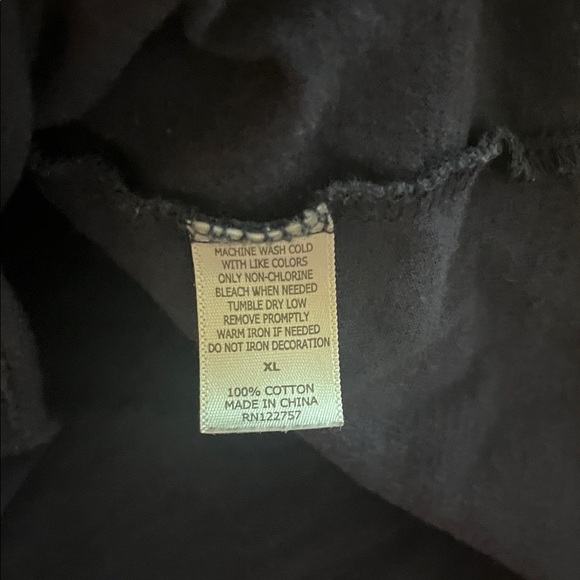 MACHINE WASH COLD
WITH LIKE COLORS
ONLY NON-CHLORINE
BLEACH WHEN NEEDED
TUMBLE DRY LOW
REMOVE PROMPTLY
WARM IRON IF NEEDED
DO NOT IRON DECORATION
XL
100% COTTON
MADE IN CHINA
RN122757